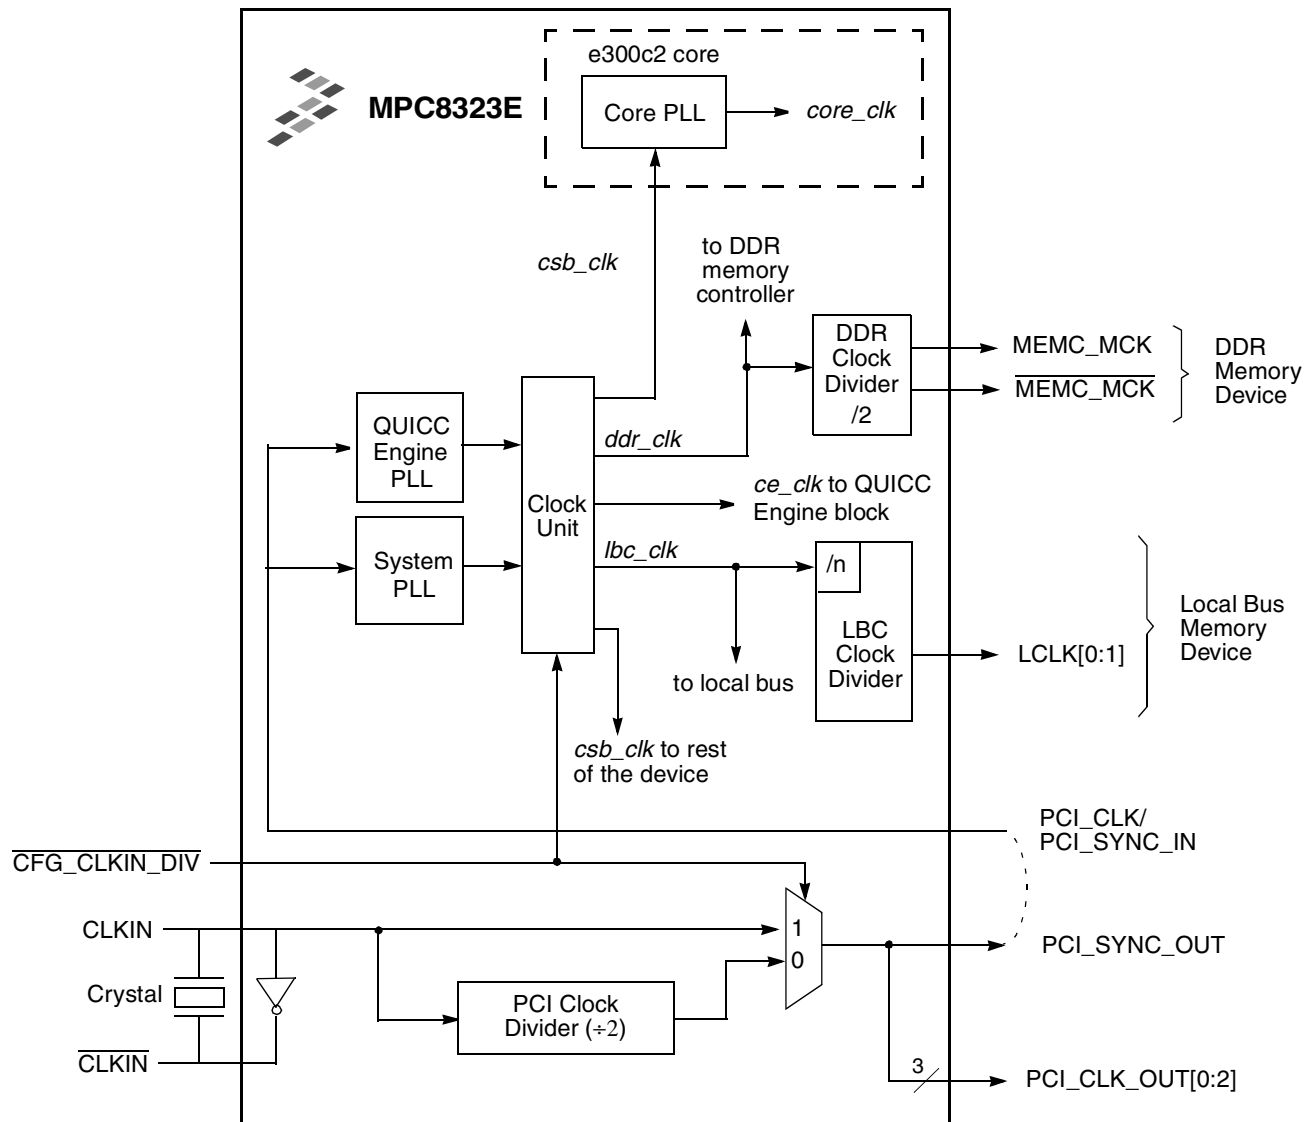 e300c2 core
MPC8323E
Core PLL
core_clk
csb_clk
to DDR
memory
controller
DDR
Clock
Divider
/2
MEMC_MCK
MEMC_MCK
DDR
Memory
Device
QUICC
Engine
PLL
ddr_clk
Clock
Unit
ce_clk to QUICC
Engine block
System
PLL
lbc_clk
/n
LBC
Clock
Divider
LCLK[0:1]
Local Bus
Memory
Device
to local bus
csb_clk to rest
of the device
PCI_CLK/
PCI_SYNC_IN
CFG_CLKIN_DIV
CLKIN
1
0
PCI_SYNC_OUT
Crystal
PCI Clock
Divider (÷2)
CLKIN
3
PCI_CLK_OUT[0:2]